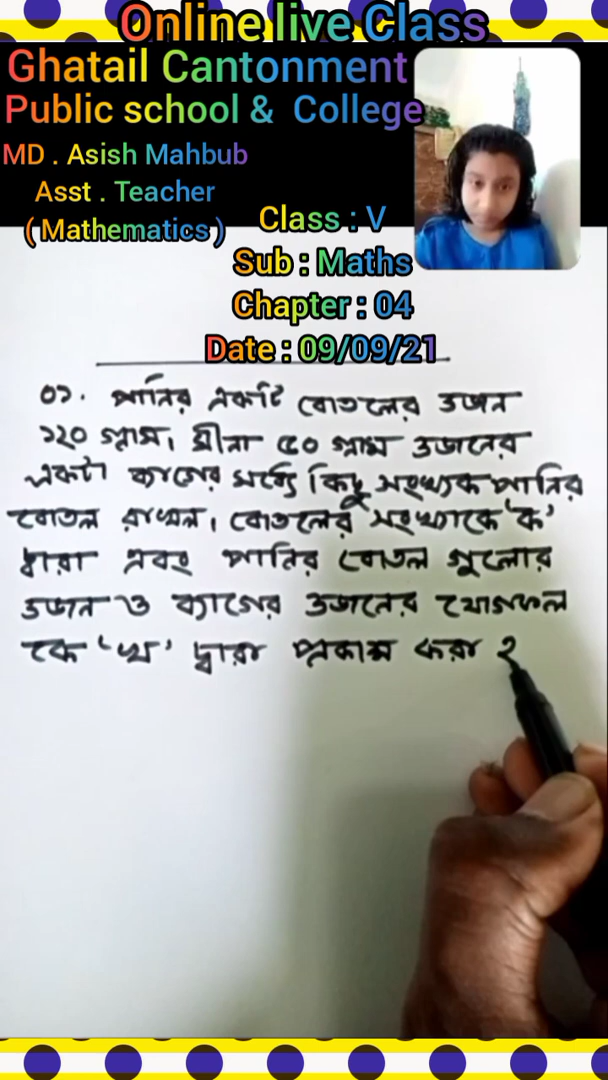 Online live Class
Ghatail Cantonment
Public school & College
MD . Asish Mahbub
Asst . Teacher
( Mathematics )
Class : V
Sub : Maths
Chapter : 04
Date : 09/09/21
০১. পানির একটি বোতলের ওজন
১২০ গ্রাম। মীনা ৫০ গ্রাম ওজনের
একটা ব্যাগের মধ্যে কিছু সংখ্যক পানির
বোতল রাখল। বোতলের সংখ্যাকে 'ক'
দ্বারা এবং পানির বোতল গুলোর
ওজন ও ব্যাগের ওজনের যোগফল
কে 'খ' দ্বারা প্রকাশ করা হ